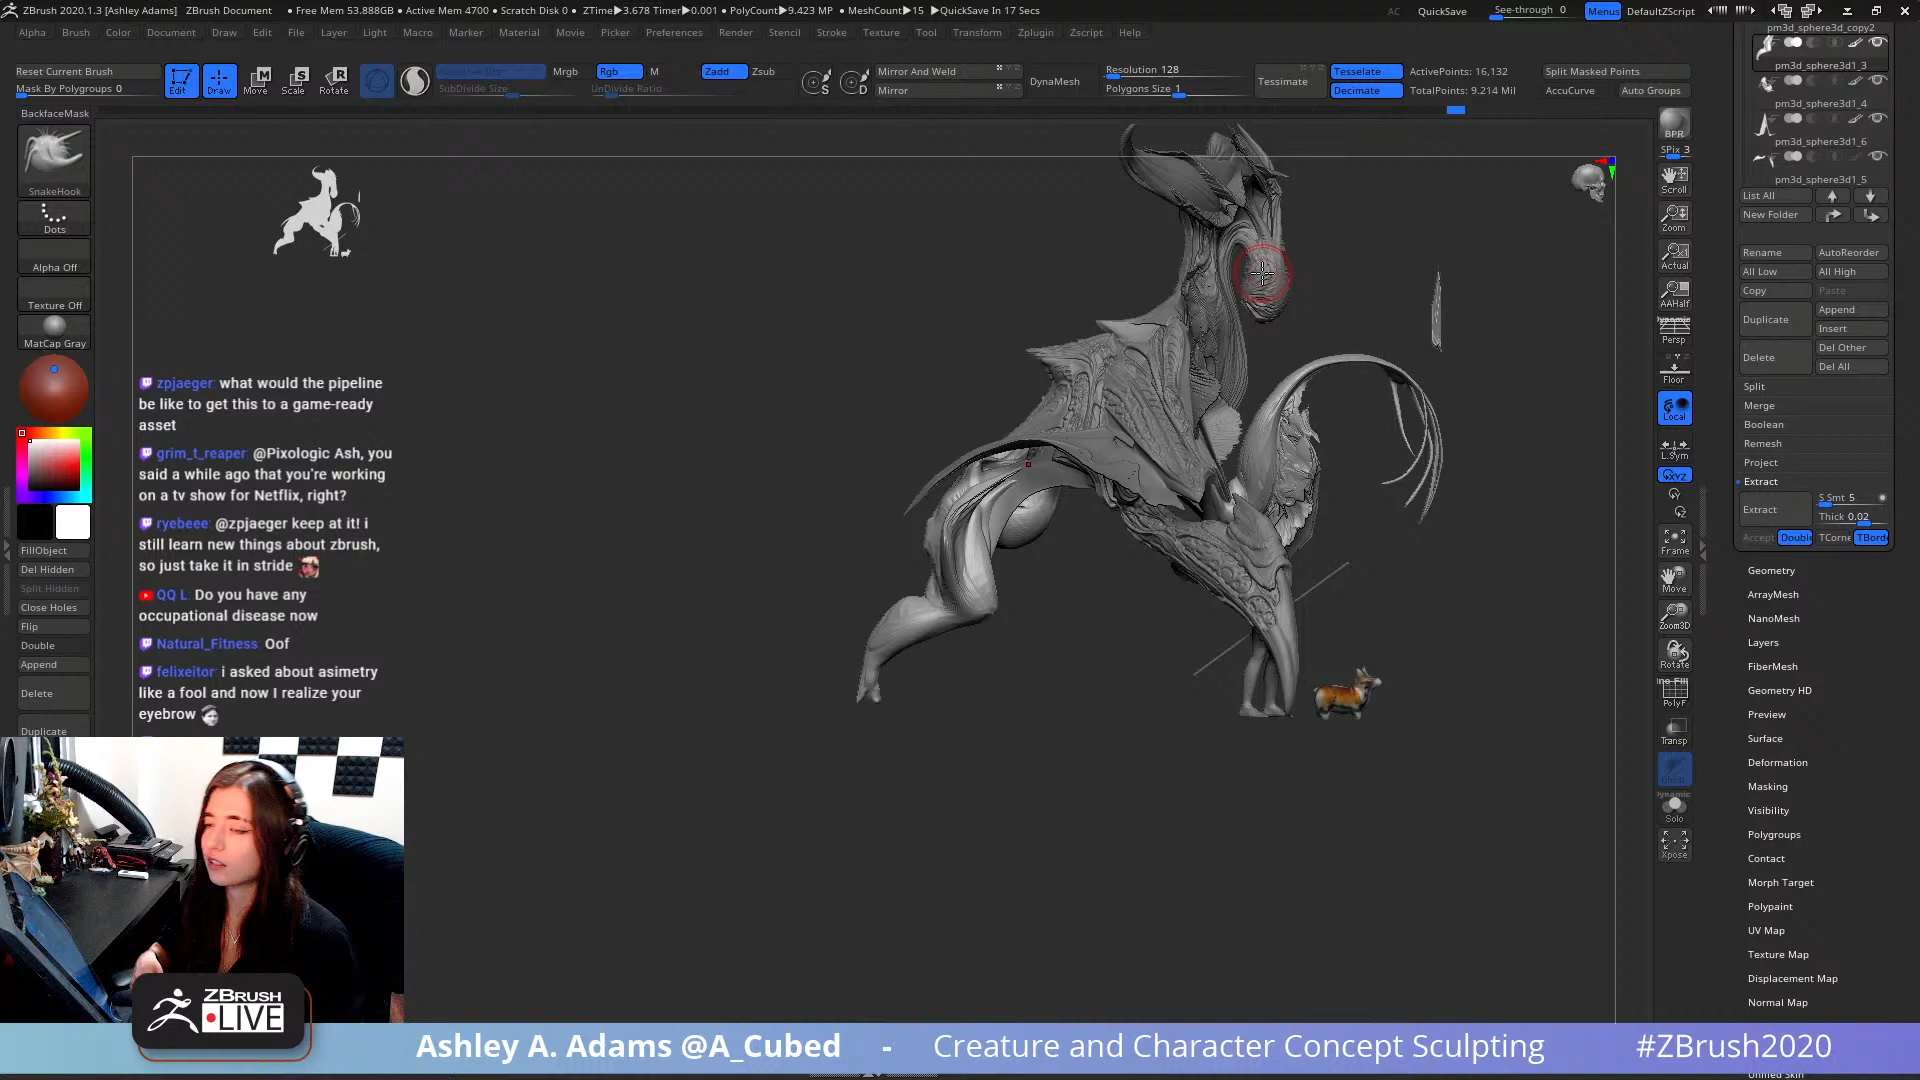 ZBrush 2020.1.3 [Ashley Adams] ZBrush Document • Free Mem 53.888GB • Active Mem 4700 • Scratch Disk 0 • ZTime▶3.678 Timer▶0.001 • PolyCount▶9.423 MP • MeshCount▶15 ▶QuickSave In 17 Secs AC QuickSave See-through 0 Menus DefaultZScript
Alpha Brush Color Document Draw Edit File Layer Light Macro Marker Material Movie Picker Preferences Render Stencil Stroke Texture Tool Transform Zplugin Zscript Help
Reset Current Brush
Mask By Polygroups 0
BackfaceMask
Edit Draw Move Scale Rotate
SubDivide Size
Mrgb Rgb M
UnDivide Ratio
Zadd Zsub
Mirror And Weld
Mirror
DynaMesh
Resolution 128
Polygons Size 1
Tessimate
Tesselate
Decimate
ActivePoints: 16,132
TotalPoints: 9.214 Mil
Split Masked Points
AccuCurve Auto Groups
SnakeHook
Dots
Alpha Off
Texture Off
MatCap Gray
FillObject
Del Hidden
Split Hidden
Close Holes
Flip
Double
Append
Delete
Duplicate
zpjaeger: what would the pipeline
be like to get this to a game-ready
asset
grim_t_reaper: @Pixologic Ash, you
said a while ago that you're working
on a tv show for Netflix, right?
ryebeee: @zpjaeger keep at it! i
still learn new things about zbrush,
so just take it in stride
QQ L: Do you have any
occupational disease now
Natural_Fitness: Oof
felixeitor: i asked about asimetry
like a fool and now I realize your
eyebrow
BPR
SPix 3
Scroll
Zoom
Actual
AAHalf
Dynamic
Persp
Floor
Local
L.Sym
Frame
Move
Zoom3D
Rotate
PolyF
Transp
Ghost
Dynamic
Solo
Xpose
pm3d_sphere3d_copy2
pm3d_sphere3d1_3
pm3d_sphere3d1_4
pm3d_sphere3d1_6
pm3d_sphere3d1_5
List All
New Folder
Rename AutoReorder
All Low All High
Copy Paste
Duplicate Append
Insert
Delete Del Other
Del All
Split
Merge
Boolean
Remesh
Project
Extract
Extract S Smt 5
Thick 0.02
Accept Double TCorne TBord
Geometry
ArrayMesh
NanoMesh
Layers
FiberMesh
Geometry HD
Preview
Surface
Deformation
Masking
Visibility
Polygroups
Contact
Morph Target
Polypaint
UV Map
Texture Map
Displacement Map
Normal Map
ZBRUSH
LIVE
Ashley A. Adams @A_Cubed - Creature and Character Concept Sculpting #ZBrush2020